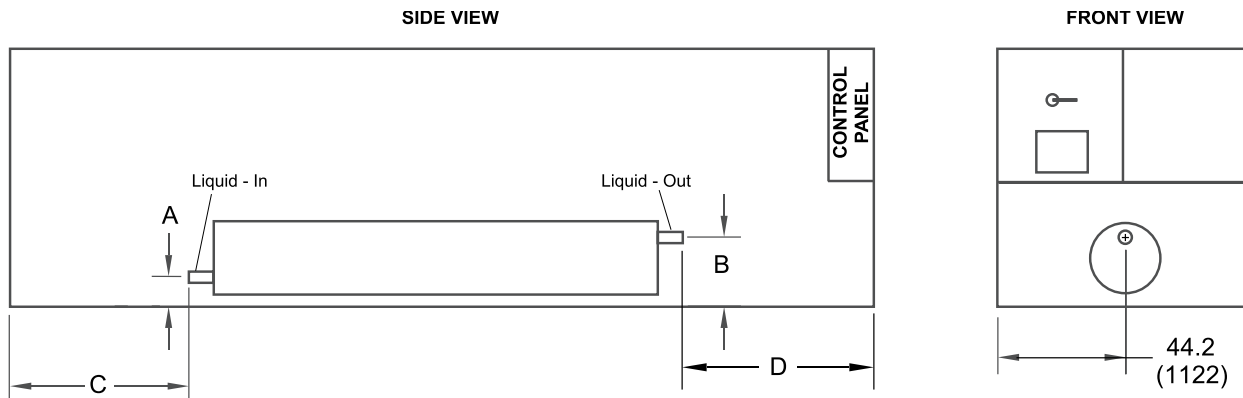 SIDE VIEW
FRONT VIEW
CONTROL
PANEL
Liquid - In
Liquid - Out
A
B
C
D
44.2
(1122)